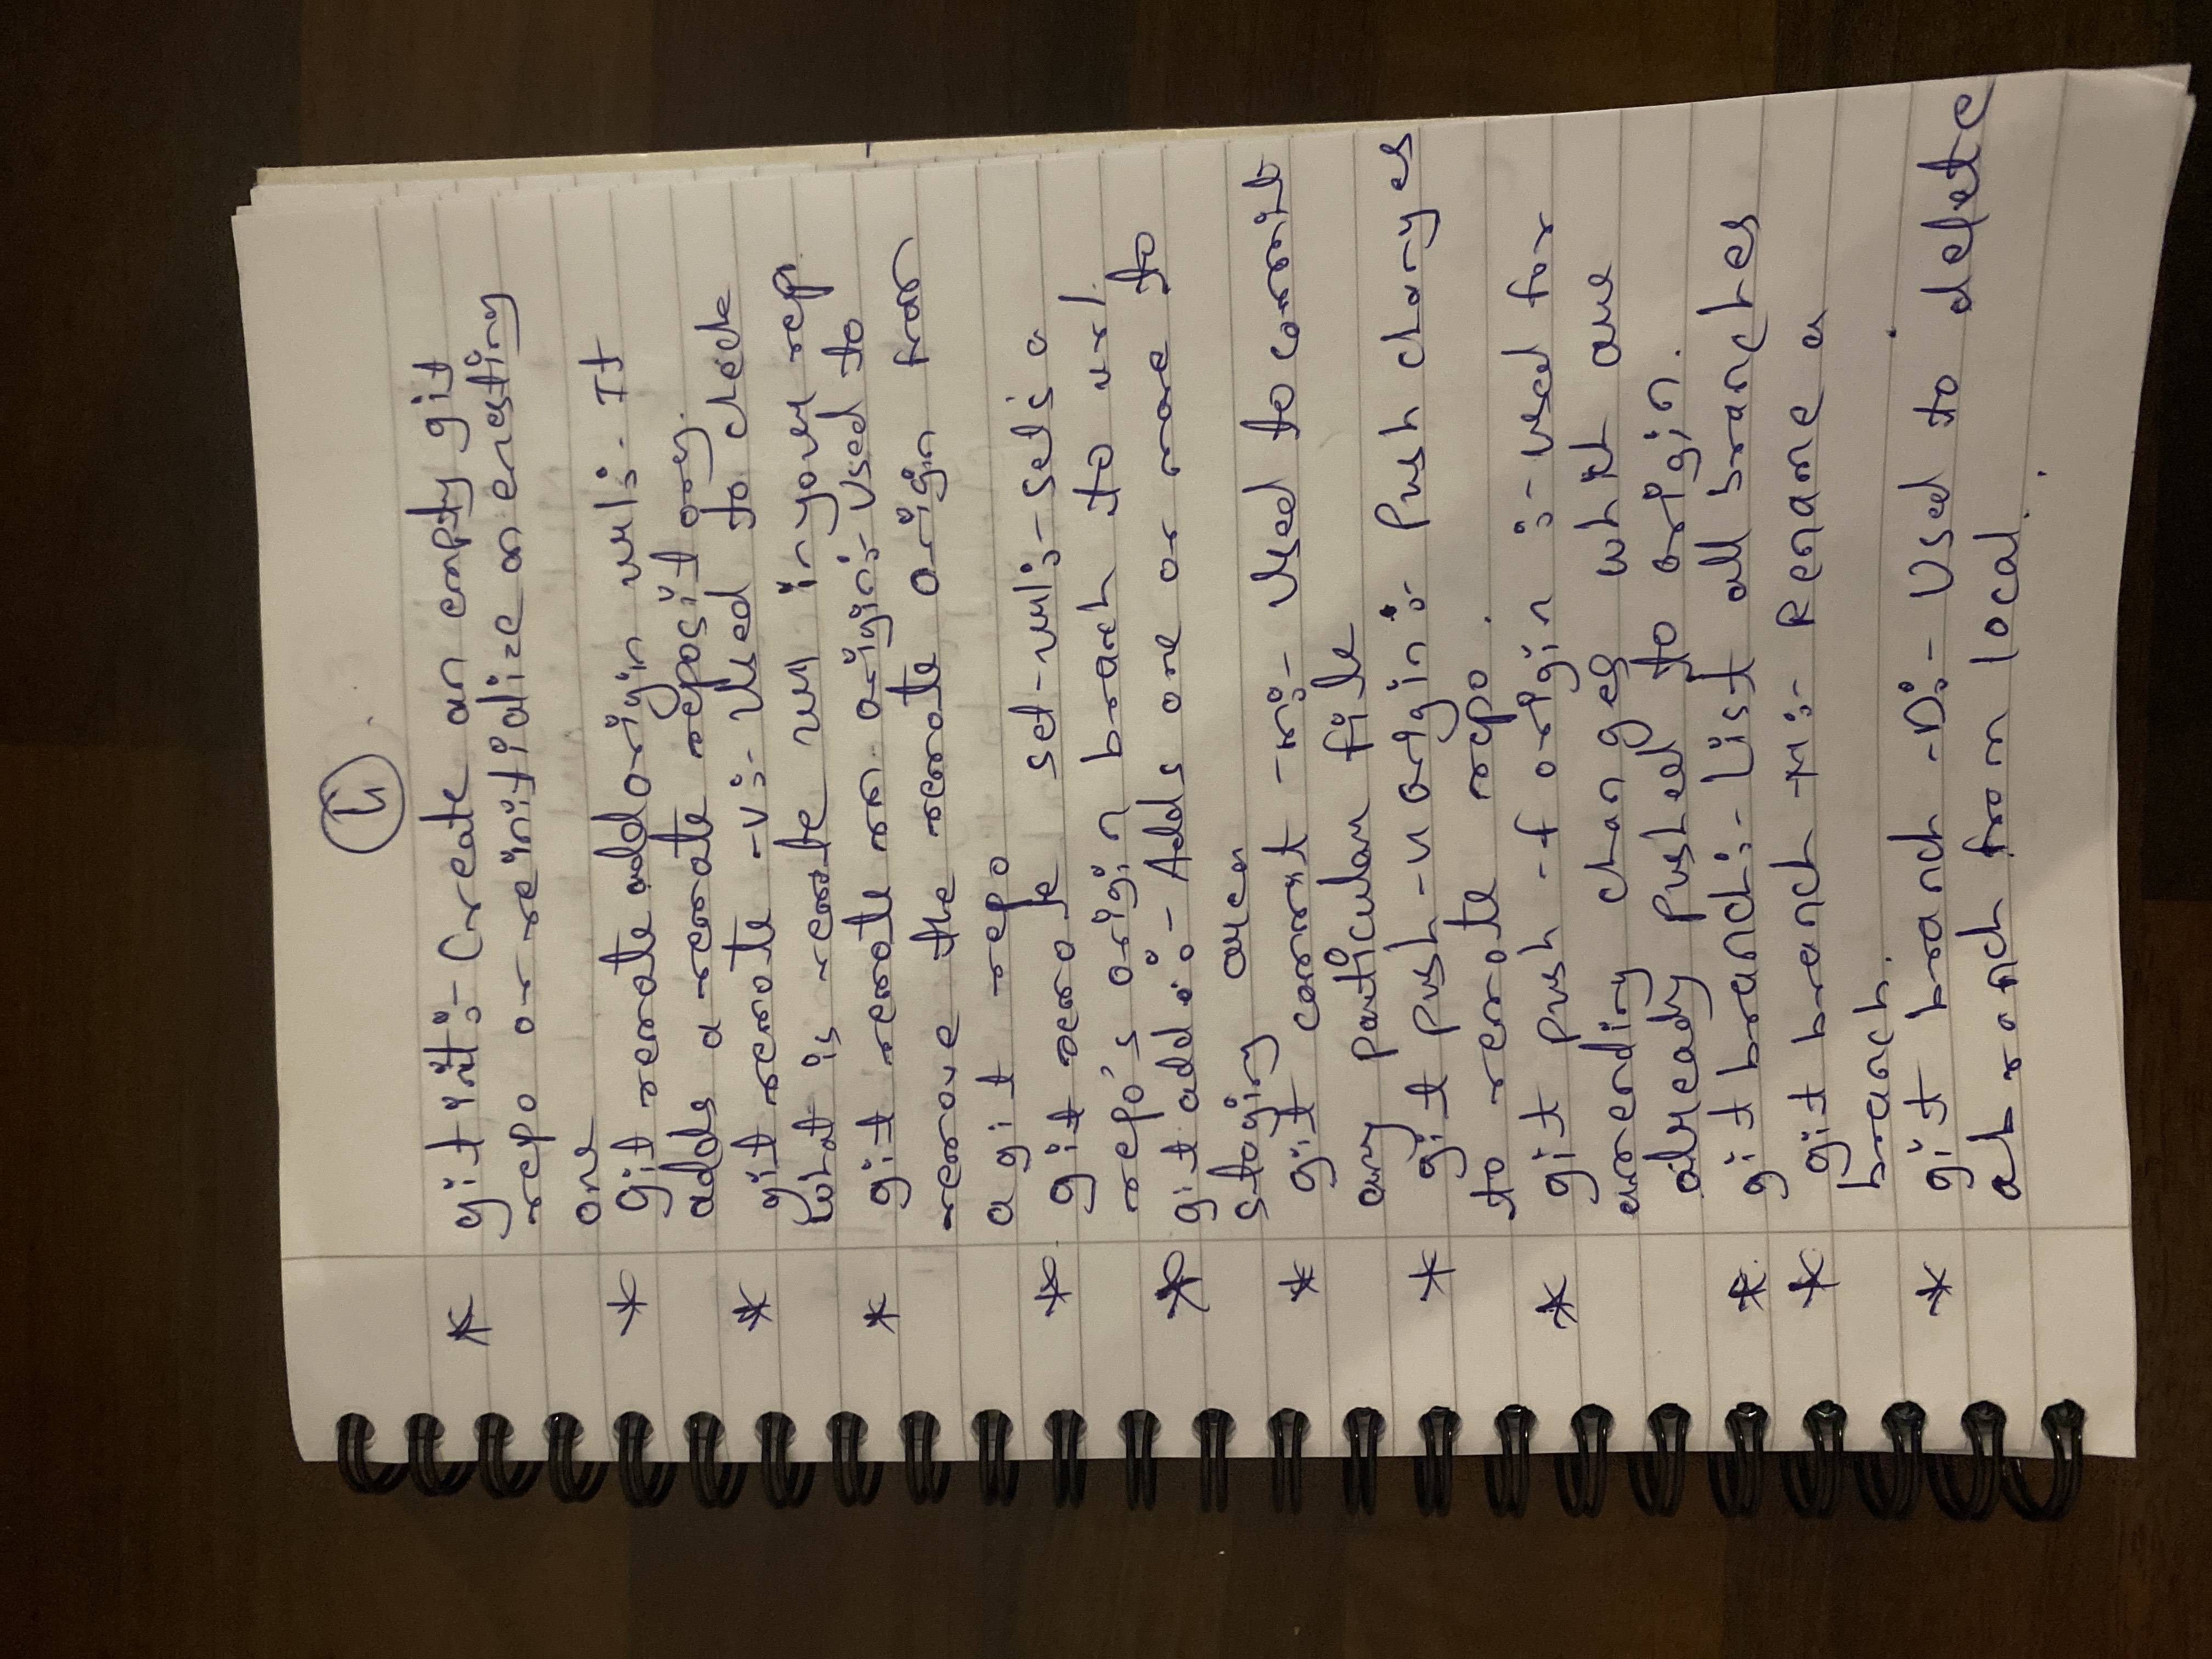 4
* git init:- Create an empty git
repo or reinitialize an existing
one
* Git remote add origin url:- It
adds a remote repository.
* git remote -v:- Used to check
what is remote url in your repo
* git remote rm origin:- Used to
remove the remote origin from
a git repo
* git remote set-url:- sets a
repo's origin branch to url.
* git add .:- Adds one or more to
staging area
* git commit -m:- Used to commit
any particular file
* git push -u origin:- Push changes
to remote repo.
* git push -f origin :- used for
amending changes which are
already pushed to origin.
* git branch:- List all branches
* git branch -M:- Rename a
branch.
* git branch -D:- Used to delete
a branch from local.